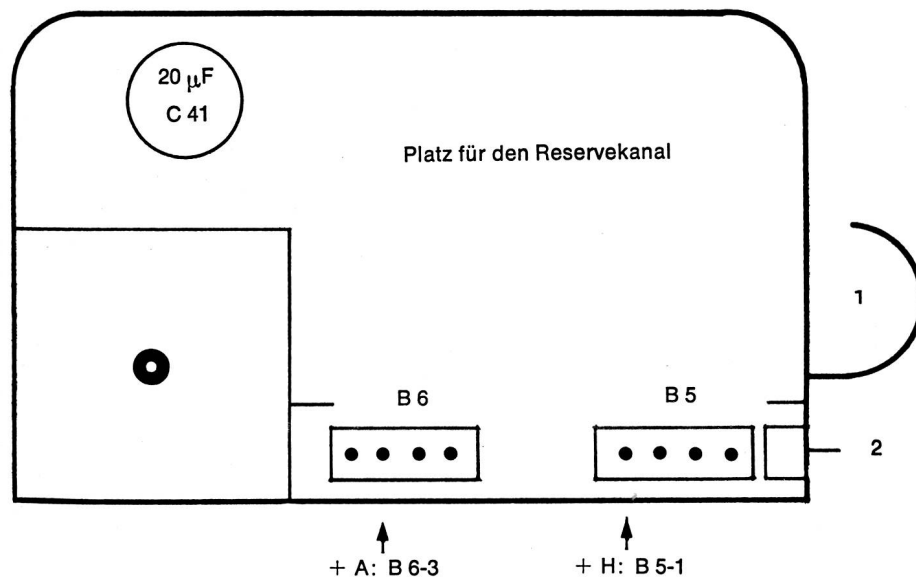 20 μF
C 41
Platz für den Reservekanal
1
B 6
B 5
2
+ A: B 6-3
+ H: B 5-1